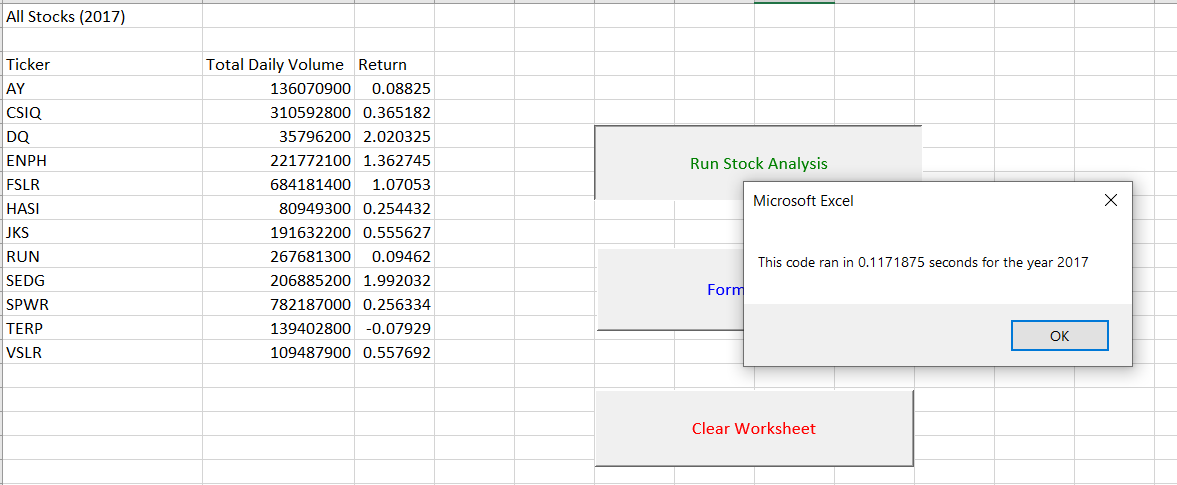 All Stocks (2017)
Ticker Total Daily Volume Return
AY 136070900 0.08825
CSIQ 310592800 0.365182
DQ 35796200 2.020325
ENPH 221772100 1.362745
FSLR 684181400 1.07053
HASI 80949300 0.254432
JKS 191632200 0.555627
RUN 267681300 0.09462
SEDG 206885200 1.992032
SPWR 782187000 0.256334
TERP 139402800 -0.07929
VSLR 109487900 0.557692
Run Stock Analysis
Microsoft Excel
This code ran in 0.1171875 seconds for the year 2017
OK
Form
Clear Worksheet